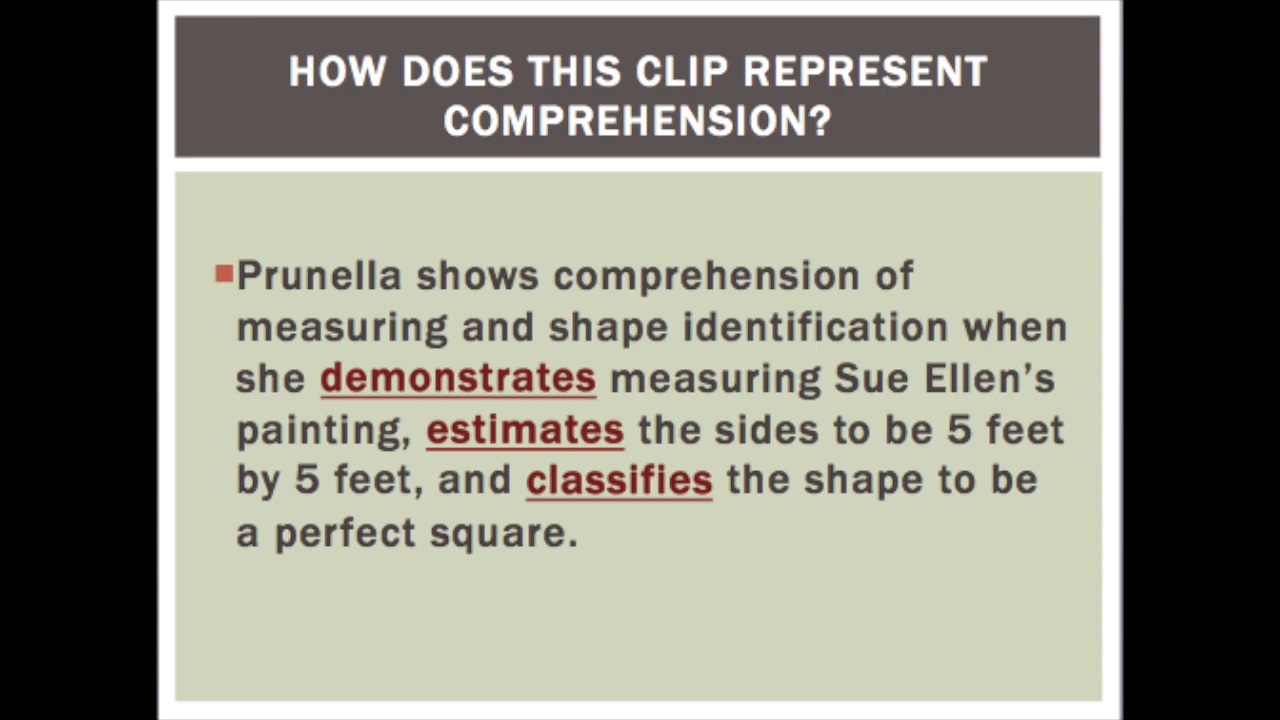 HOW DOES THIS CLIP REPRESENT
COMPREHENSION?
Prunella shows comprehension of
measuring and shape identification when
she demonstrates measuring Sue Ellen’s
painting, estimates the sides to be 5 feet
by 5 feet, and classifies the shape to be
a perfect square.